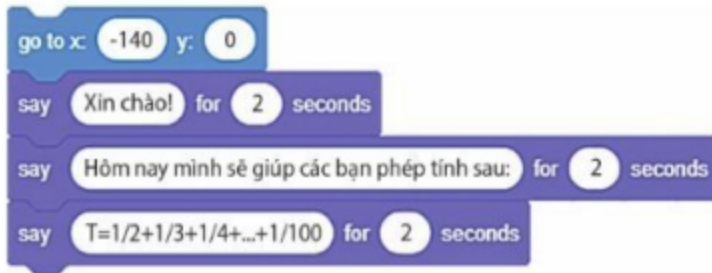 go to x: -140 y: 0
say Xin chào! for 2 seconds
say Hôm nay mình sẽ giúp các bạn phép tính sau: for 2 seconds
say T=1/2+1/3+1/4+...+1/100 for 2 seconds